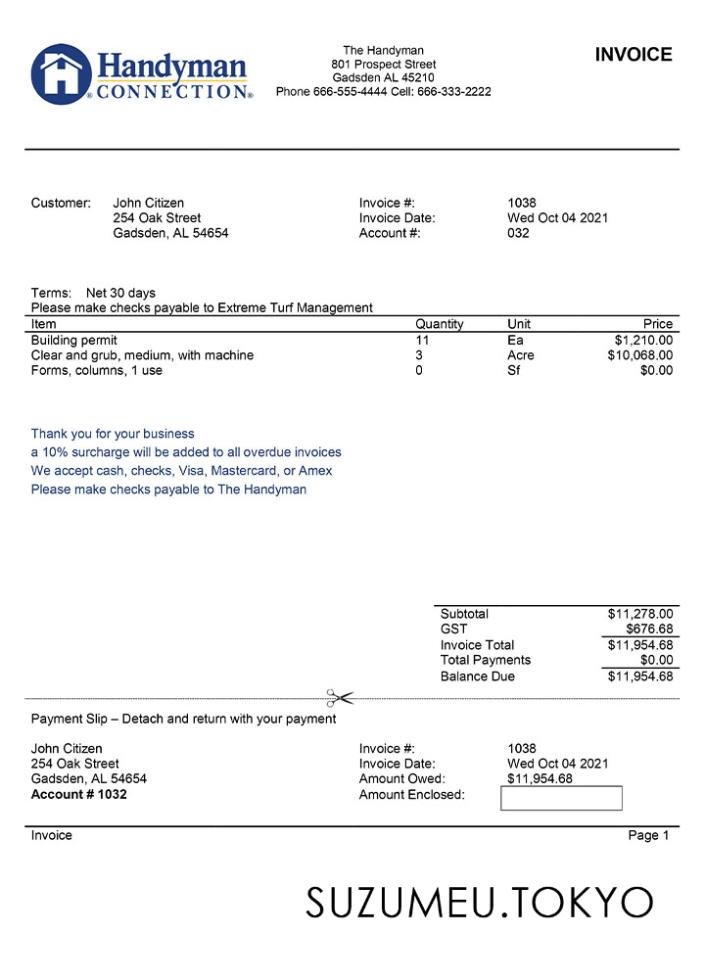 Handyman
CONNECTION®
The Handyman
801 Prospect Street
Gadsden AL 45210
Phone 666-555-4444 Cell: 666-333-2222
INVOICE
Customer: John Citizen
254 Oak Street
Gadsden, AL 54654
Invoice #: 1038
Invoice Date: Wed Oct 04 2021
Account #: 032
Terms: Net 30 days
Please make checks payable to Extreme Turf Management
Item Quantity Unit Price
Building permit 11 Ea $1,210.00
Clear and grub, medium, with machine 3 Acre $10,068.00
Forms, columns, 1 use 0 Sf $0.00
Thank you for your business
a 10% surcharge will be added to all overdue invoices
We accept cash, checks, Visa, Mastercard, or Amex
Please make checks payable to The Handyman
Subtotal $11,278.00
GST $676.68
Invoice Total $11,954.68
Total Payments $0.00
Balance Due $11,954.68
Payment Slip – Detach and return with your payment
John Citizen
254 Oak Street
Gadsden, AL 54654
Account # 1032
Invoice #: 1038
Invoice Date: Wed Oct 04 2021
Amount Owed: $11,954.68
Amount Enclosed:
Invoice Page 1
SUZUMEU.TOKYO